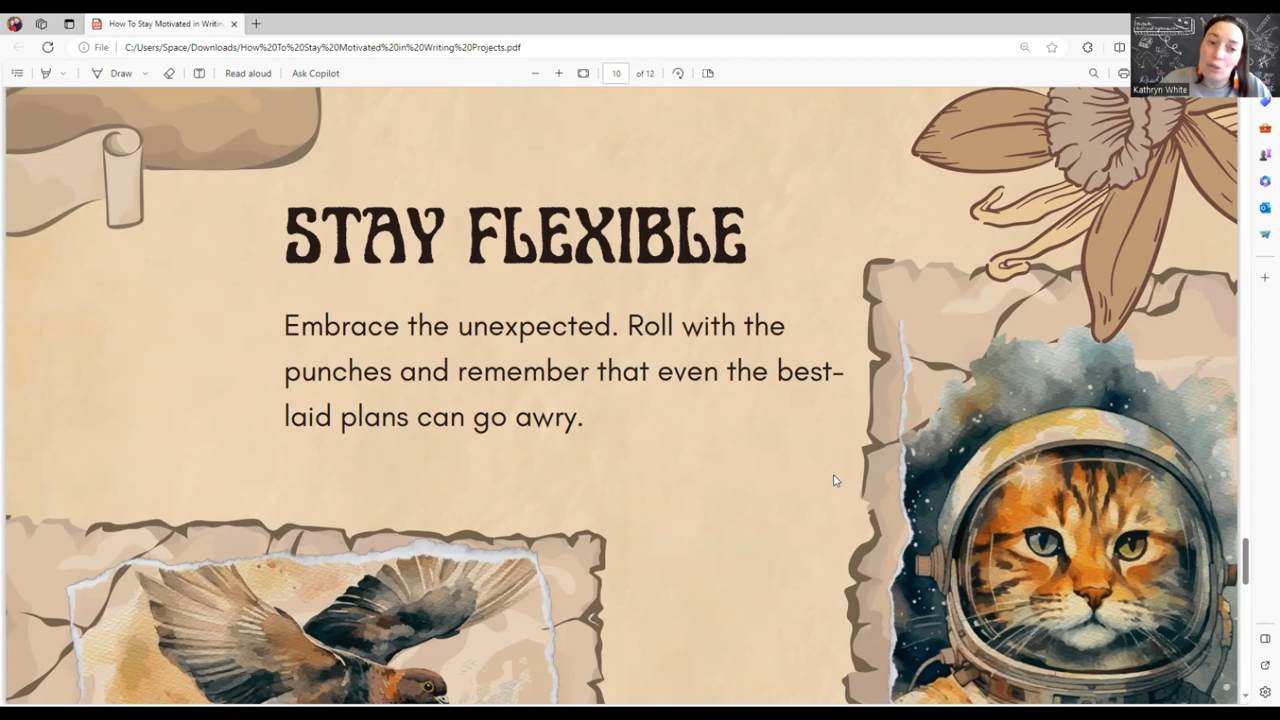 How To Stay Motivated in Writin
File
C:/Users/Space/Downloads/How%20To%20Stay%20Motivated%20in%20Writing%20Projects.pdf
Draw
Read aloud
Ask Copilot
10
of 12
Kathryn White
STAY FLEXIBLE
Embrace the unexpected. Roll with the
punches and remember that even the best-
laid plans can go awry.